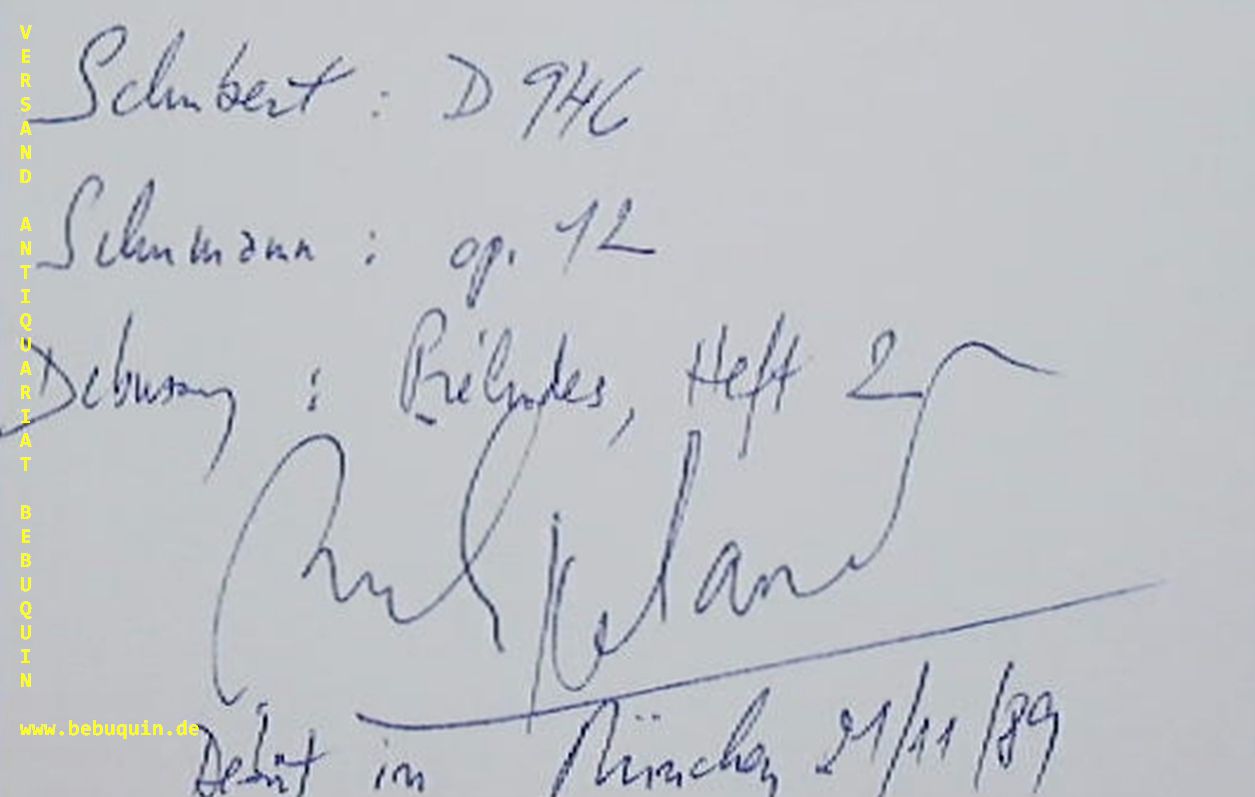 Schubert : D 946
Schumann : op. 12
Debussy : Préludes, Heft 2
Debüt in München 21/11/89
VERSAND ANTIQUARIAT BEBUQUIN
www.bebuquin.de